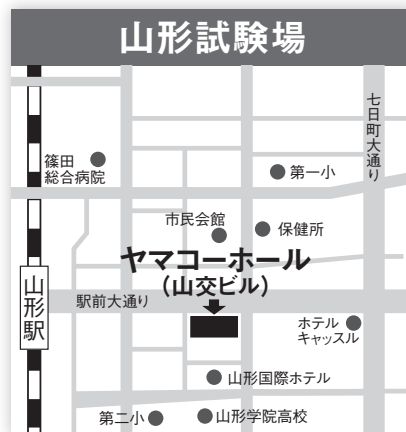 山形試験場
七日町大通り
篠田
総合病院
第一小
市民会館
保健所
ヤマコーホール
(山交ビル)
駅前大通り
山形駅
ホテル
キャッスル
山形国際ホテル
第二小
山形学院高校